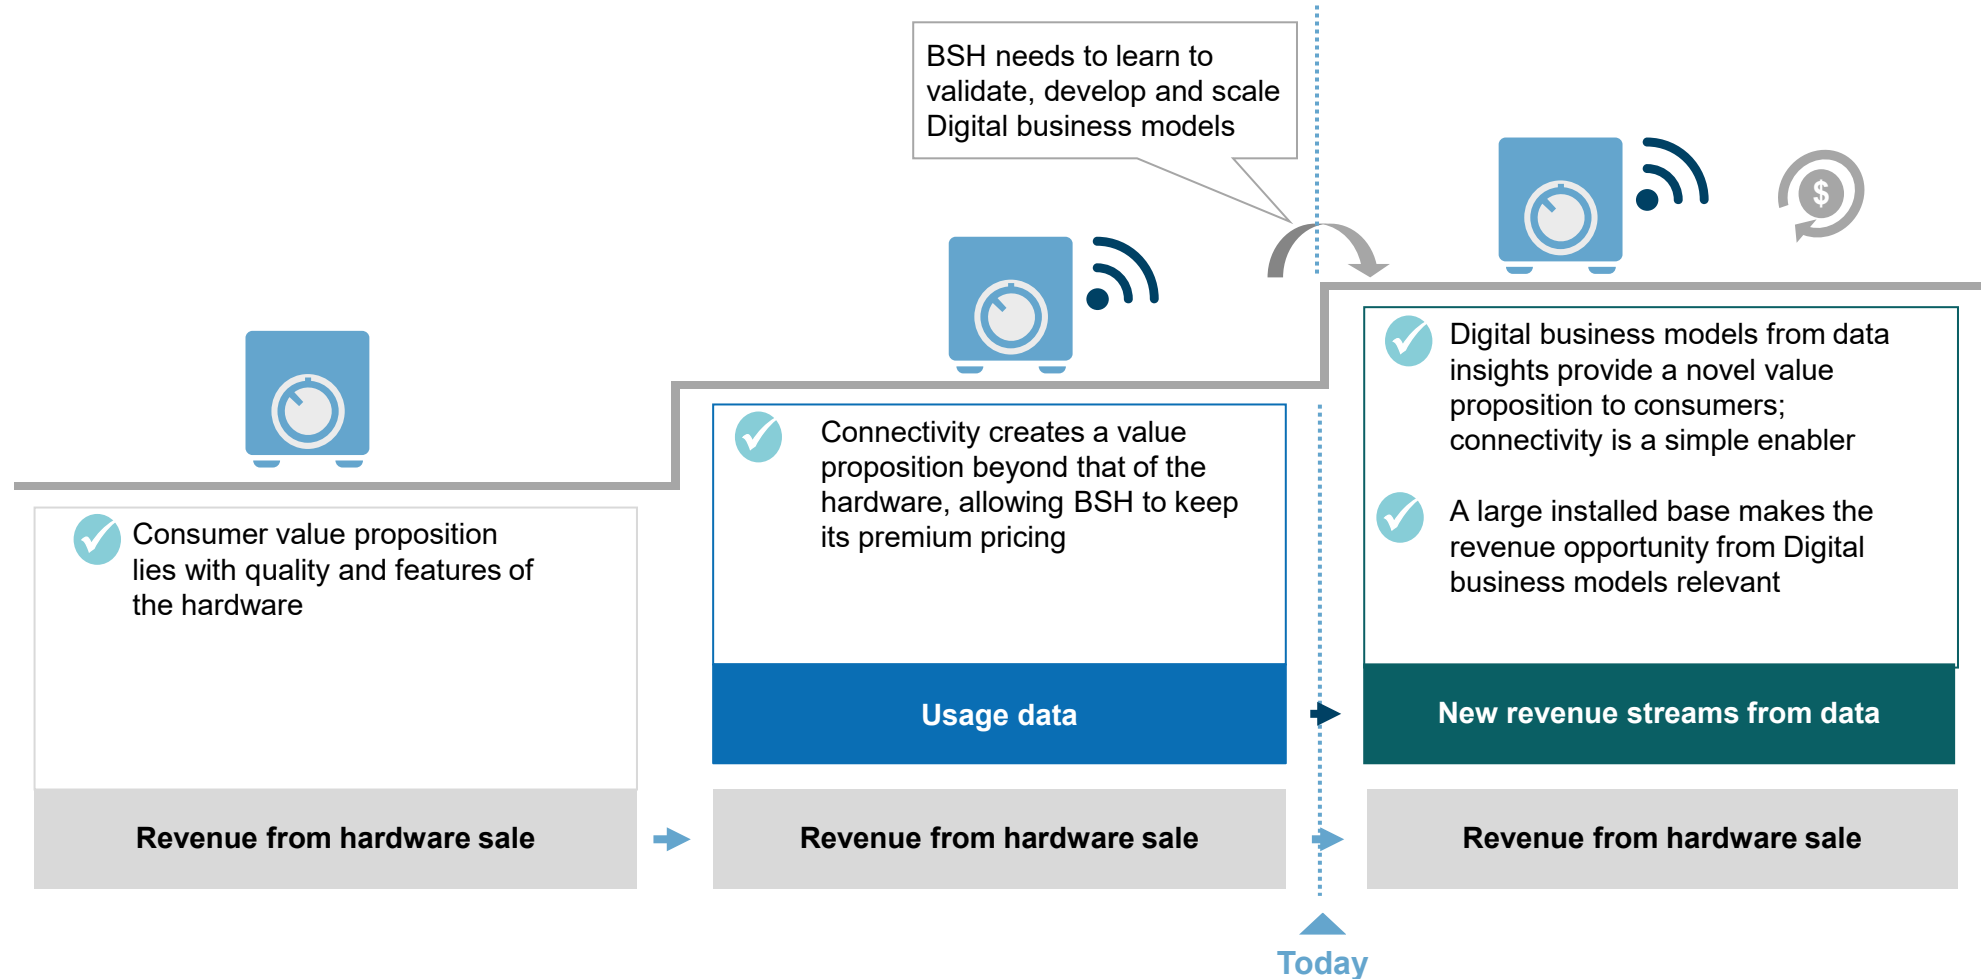 BSH needs to learn to
validate, develop and scale
Digital business models
$
Consumer value proposition
lies with quality and features of
the hardware
Revenue from hardware sale
Connectivity creates a value
proposition beyond that of the
hardware, allowing BSH to keep
its premium pricing
Usage data
Revenue from hardware sale
Digital business models from data
insights provide a novel value
proposition to consumers;
connectivity is a simple enabler
A large installed base makes the
revenue opportunity from Digital
business models relevant
New revenue streams from data
Revenue from hardware sale
Today